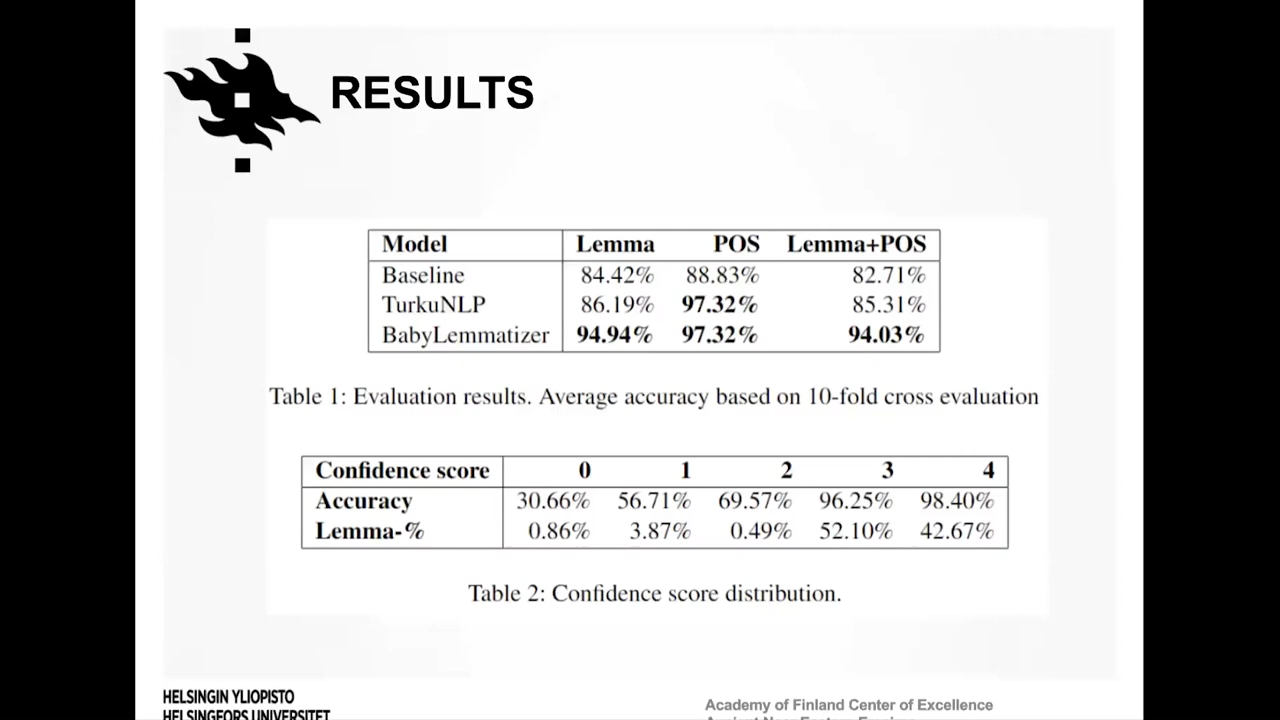 RESULTS
Model Lemma POS Lemma+POS
Baseline 84.42% 88.83% 82.71%
TurkuNLP 86.19% 97.32% 85.31%
BabyLemmatizer 94.94% 97.32% 94.03%
Table 1: Evaluation results. Average accuracy based on 10-fold cross evaluation
Confidence score 0 1 2 3 4
Accuracy 30.66% 56.71% 69.57% 96.25% 98.40%
Lemma-% 0.86% 3.87% 0.49% 52.10% 42.67%
Table 2: Confidence score distribution.
HELSINGIN YLIOPISTO
HELSINGFORS UNIVERSITET
Academy of Finland Center of Excellence